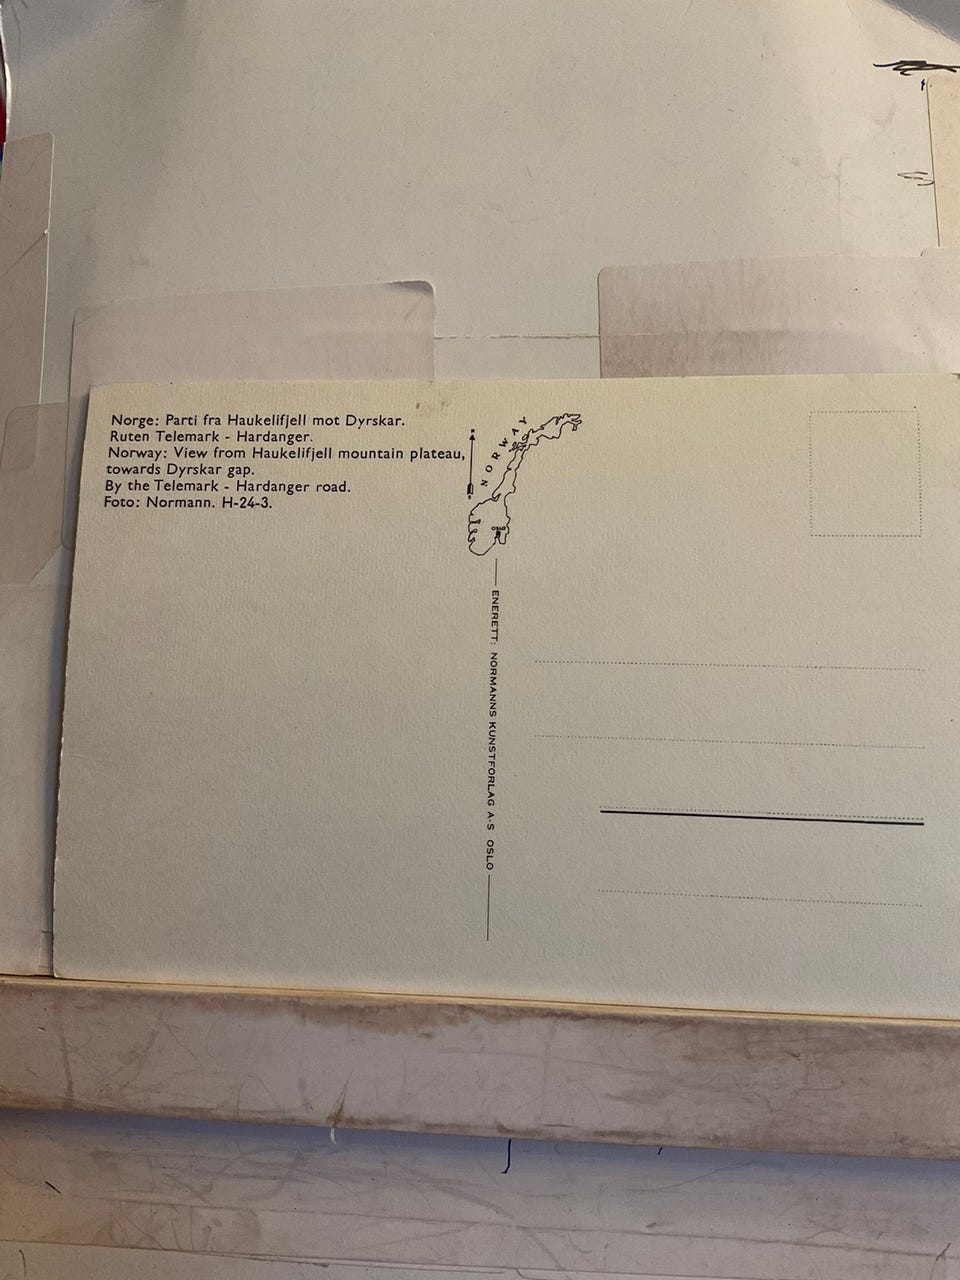 Norge: Parti fra Haukelifjell mot Dyrskar.
Ruten Telemark - Hardanger.
Norway: View from Haukelifjell mountain plateau,
towards Dyrskar gap.
By the Telemark - Hardanger road.
Foto: Normann. H-24-3.
NORWAY
OSLO
ENERETT: NORMANNS KUNSTFORLAG A-S OSLO